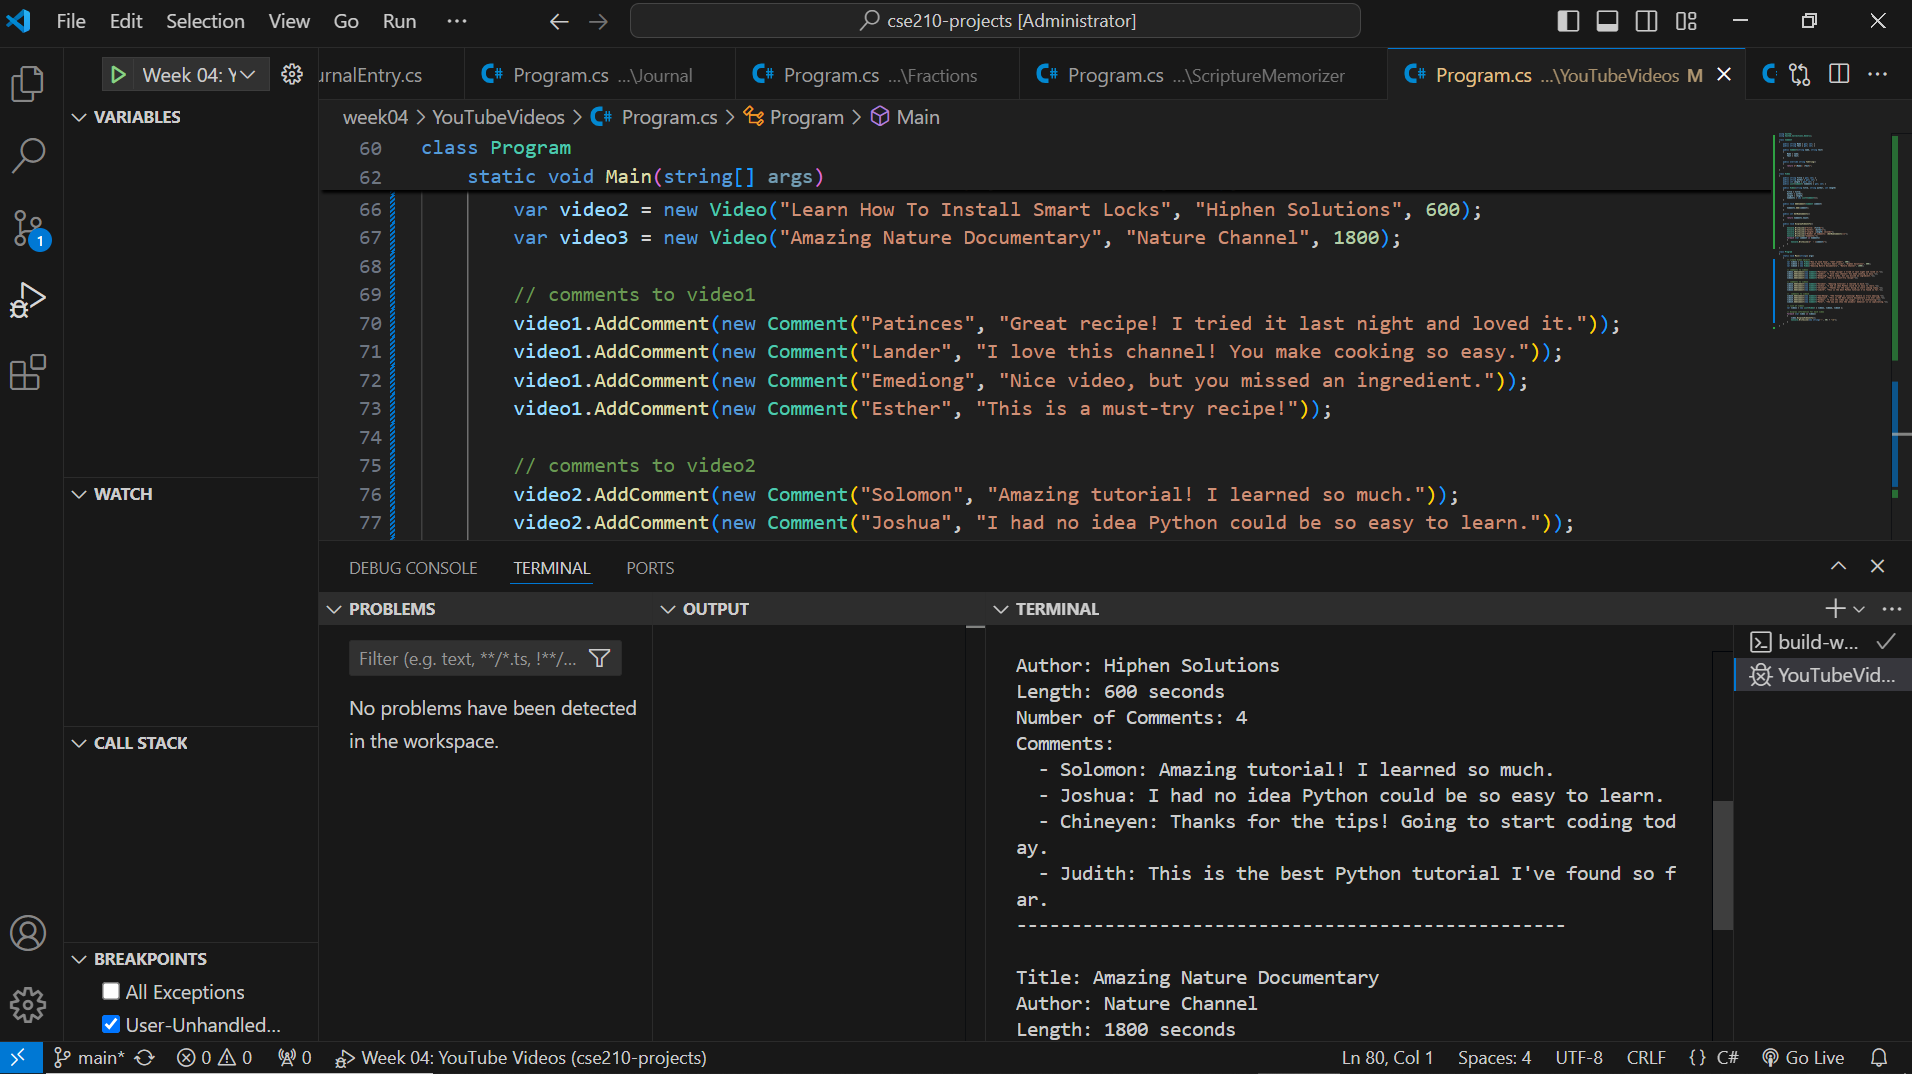 File Edit Selection View Go Run ··· cse210-projects [Administrator]
Week 04: Y
urnalEntry.cs Program.cs ...\Journal Program.cs ...\Fractions Program.cs ...\ScriptureMemorizer Program.cs ...\YouTubeVideos M
VARIABLES
WATCH
CALL STACK
BREAKPOINTS
All Exceptions
User-Unhandled...
1
week04 > YouTubeVideos > Program.cs > Program > Main
60 class Program
62 static void Main(string[] args)
66 var video2 = new Video("Learn How To Install Smart Locks", "Hiphen Solutions", 600);
67 var video3 = new Video("Amazing Nature Documentary", "Nature Channel", 1800);
68
69 // comments to video1
70 video1.AddComment(new Comment("Patinces", "Great recipe! I tried it last night and loved it."));
71 video1.AddComment(new Comment("Lander", "I love this channel! You make cooking so easy."));
72 video1.AddComment(new Comment("Emediong", "Nice video, but you missed an ingredient."));
73 video1.AddComment(new Comment("Esther", "This is a must-try recipe!"));
74
75 // comments to video2
76 video2.AddComment(new Comment("Solomon", "Amazing tutorial! I learned so much."));
77 video2.AddComment(new Comment("Joshua", "I had no idea Python could be so easy to learn."));
DEBUG CONSOLE TERMINAL PORTS
PROBLEMS
Filter (e.g. text, **/*.ts, !**/...
No problems have been detected
in the workspace.
OUTPUT
TERMINAL
Author: Hiphen Solutions
Length: 600 seconds
Number of Comments: 4
Comments:
- Solomon: Amazing tutorial! I learned so much.
- Joshua: I had no idea Python could be so easy to learn.
- Chineyen: Thanks for the tips! Going to start coding tod
ay.
- Judith: This is the best Python tutorial I've found so f
ar.
--------------------------------------------------
Title: Amazing Nature Documentary
Author: Nature Channel
Length: 1800 seconds
build-w...
YouTubeVid...
main* 0 0 0 Week 04: YouTube Videos (cse210-projects) Ln 80, Col 1 Spaces: 4 UTF-8 CRLF {} C# Go Live